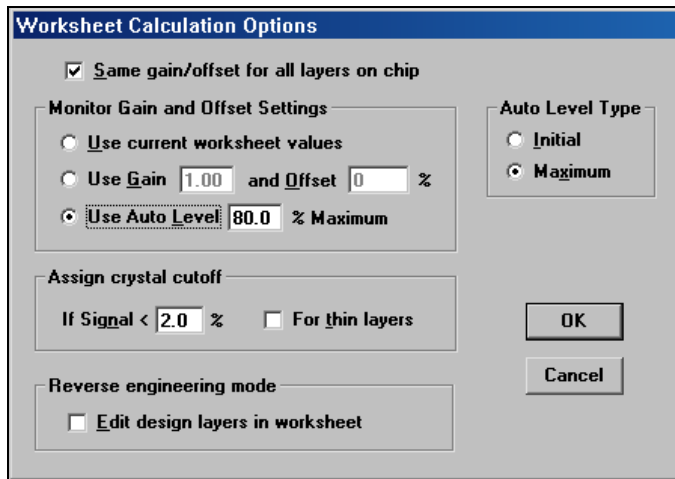 Worksheet Calculation Options
Same gain/offset for all layers on chip
Monitor Gain and Offset Settings
Use current worksheet values
Use Gain 1.00 and Offset 0 %
Use Auto Level 80.0 % Maximum
Auto Level Type
Initial
Maximum
Assign crystal cutoff
If Signal < 2.0 % For thin layers
OK
Cancel
Reverse engineering mode
Edit design layers in worksheet